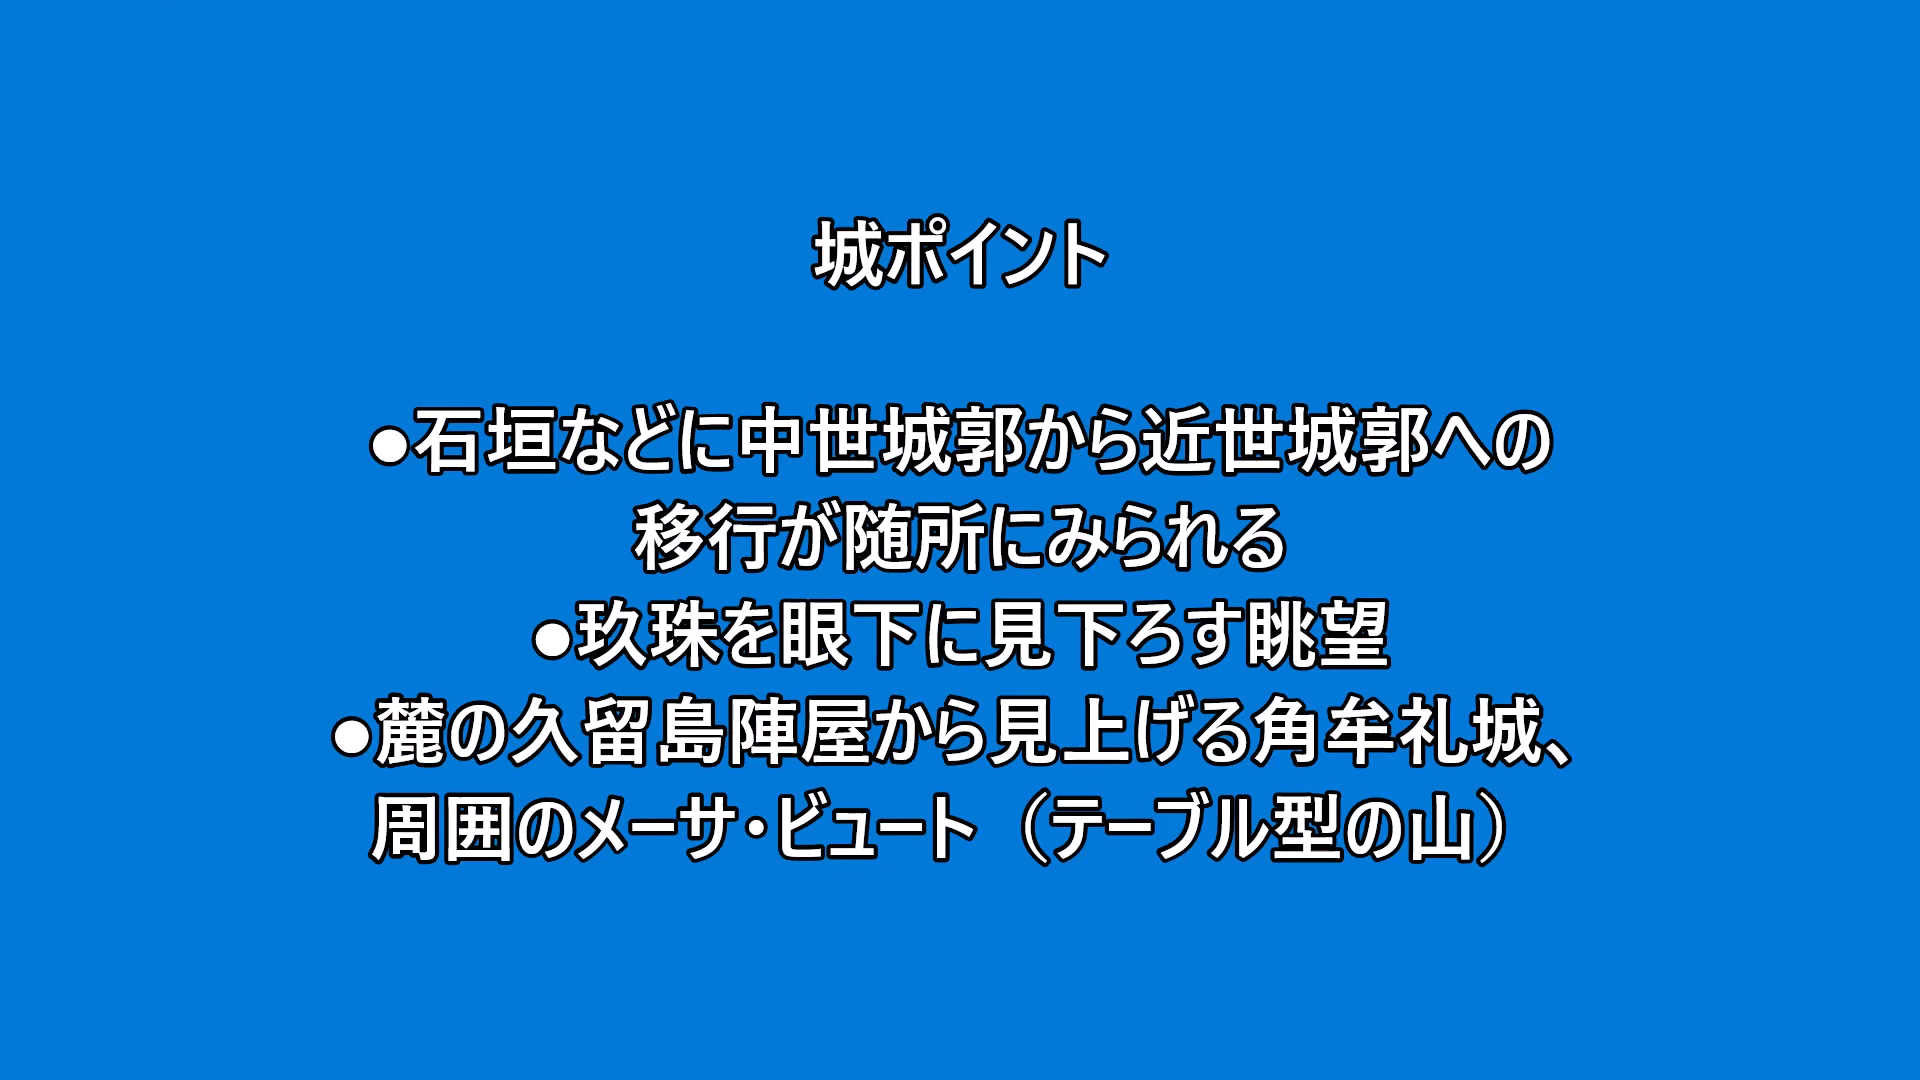 城ポイント
●石垣などに中世城郭から近世城郭への
移行が随所にみられる
●玖珠を眼下に見下ろす眺望
●麓の久留島陣屋から見上げる角牟礼城、
周囲のメーサ・ビュート（テーブル型の山）